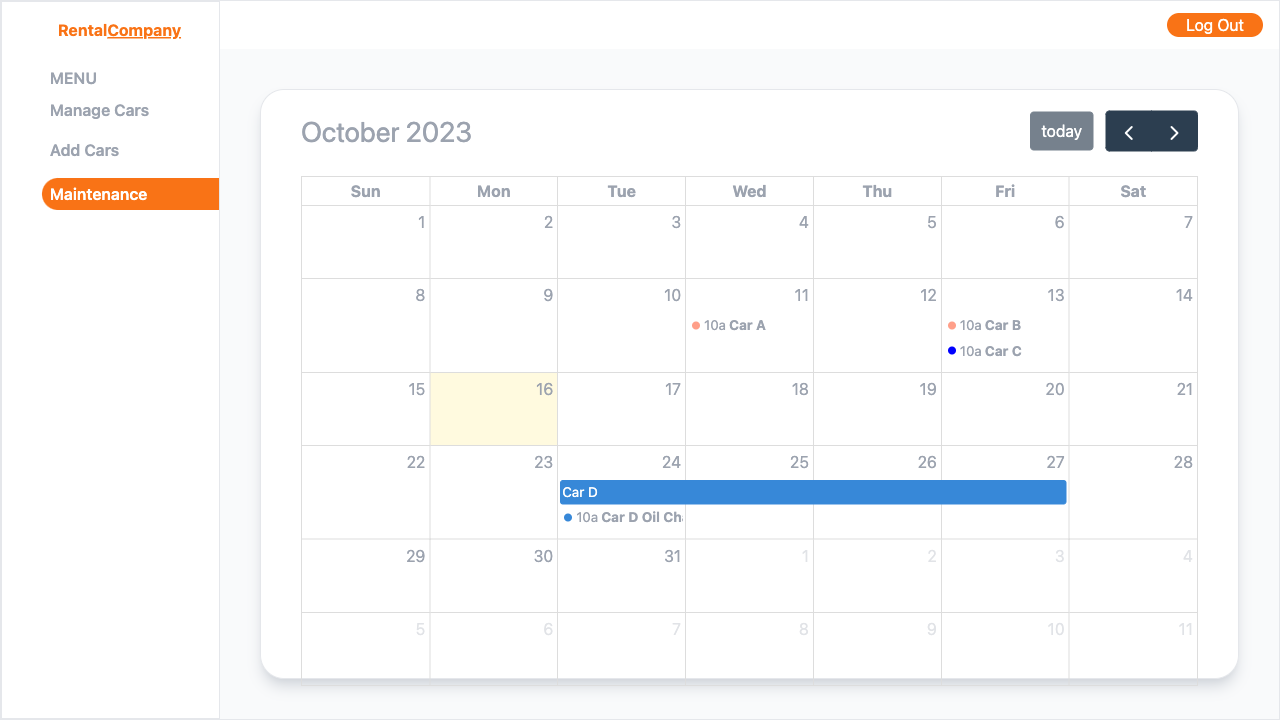 RentalCompany
Log Out
MENU
Manage Cars
Add Cars
Maintenance
October 2023
today
Sun Mon Tue Wed Thu Fri Sat
1 2 3 4 5 6 7
8 9 10 11 12 13 14
10a Car A 10a Car B
10a Car C
15 16 17 18 19 20 21
22 23 24 25 26 27 28
Car D
10a Car D Oil Ch
29 30 31 1 2 3 4
5 6 7 8 9 10 11